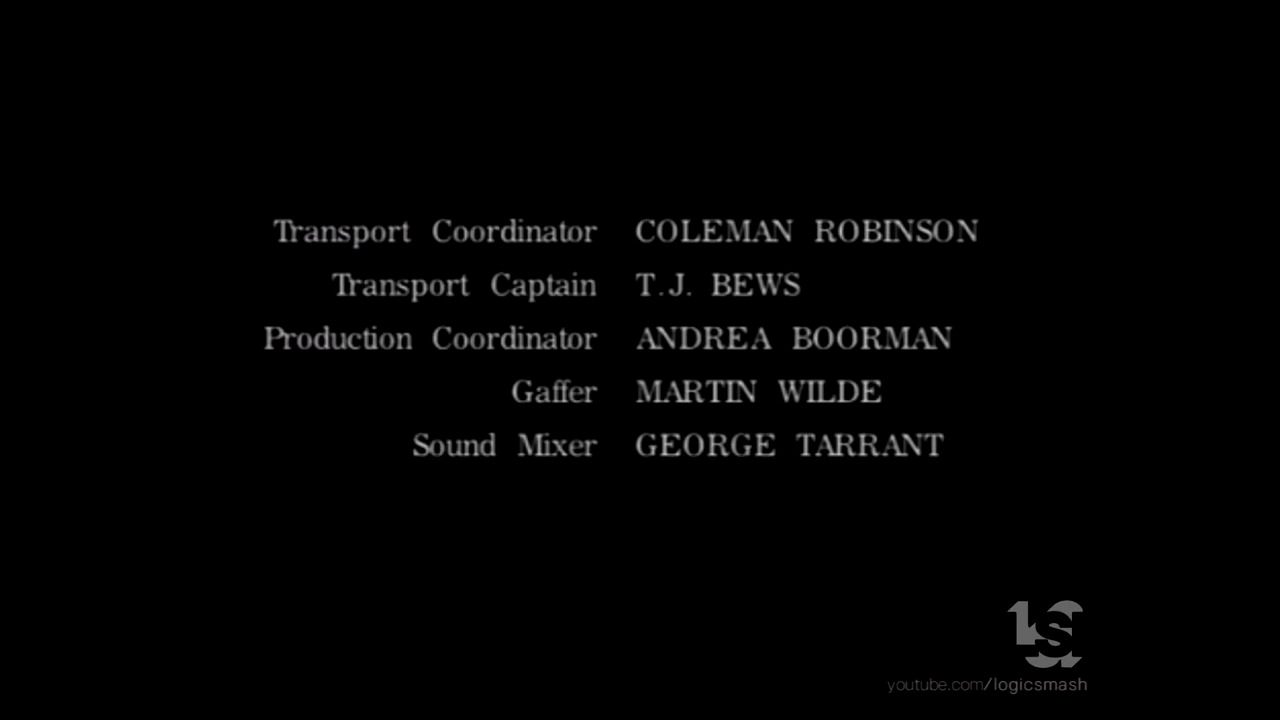 Transport Coordinator COLEMAN ROBINSON
Transport Captain T.J. BEWS
Production Coordinator ANDREA BOORMAN
Gaffer MARTIN WILDE
Sound Mixer GEORGE TARRANT
youtube.com/logicsmash